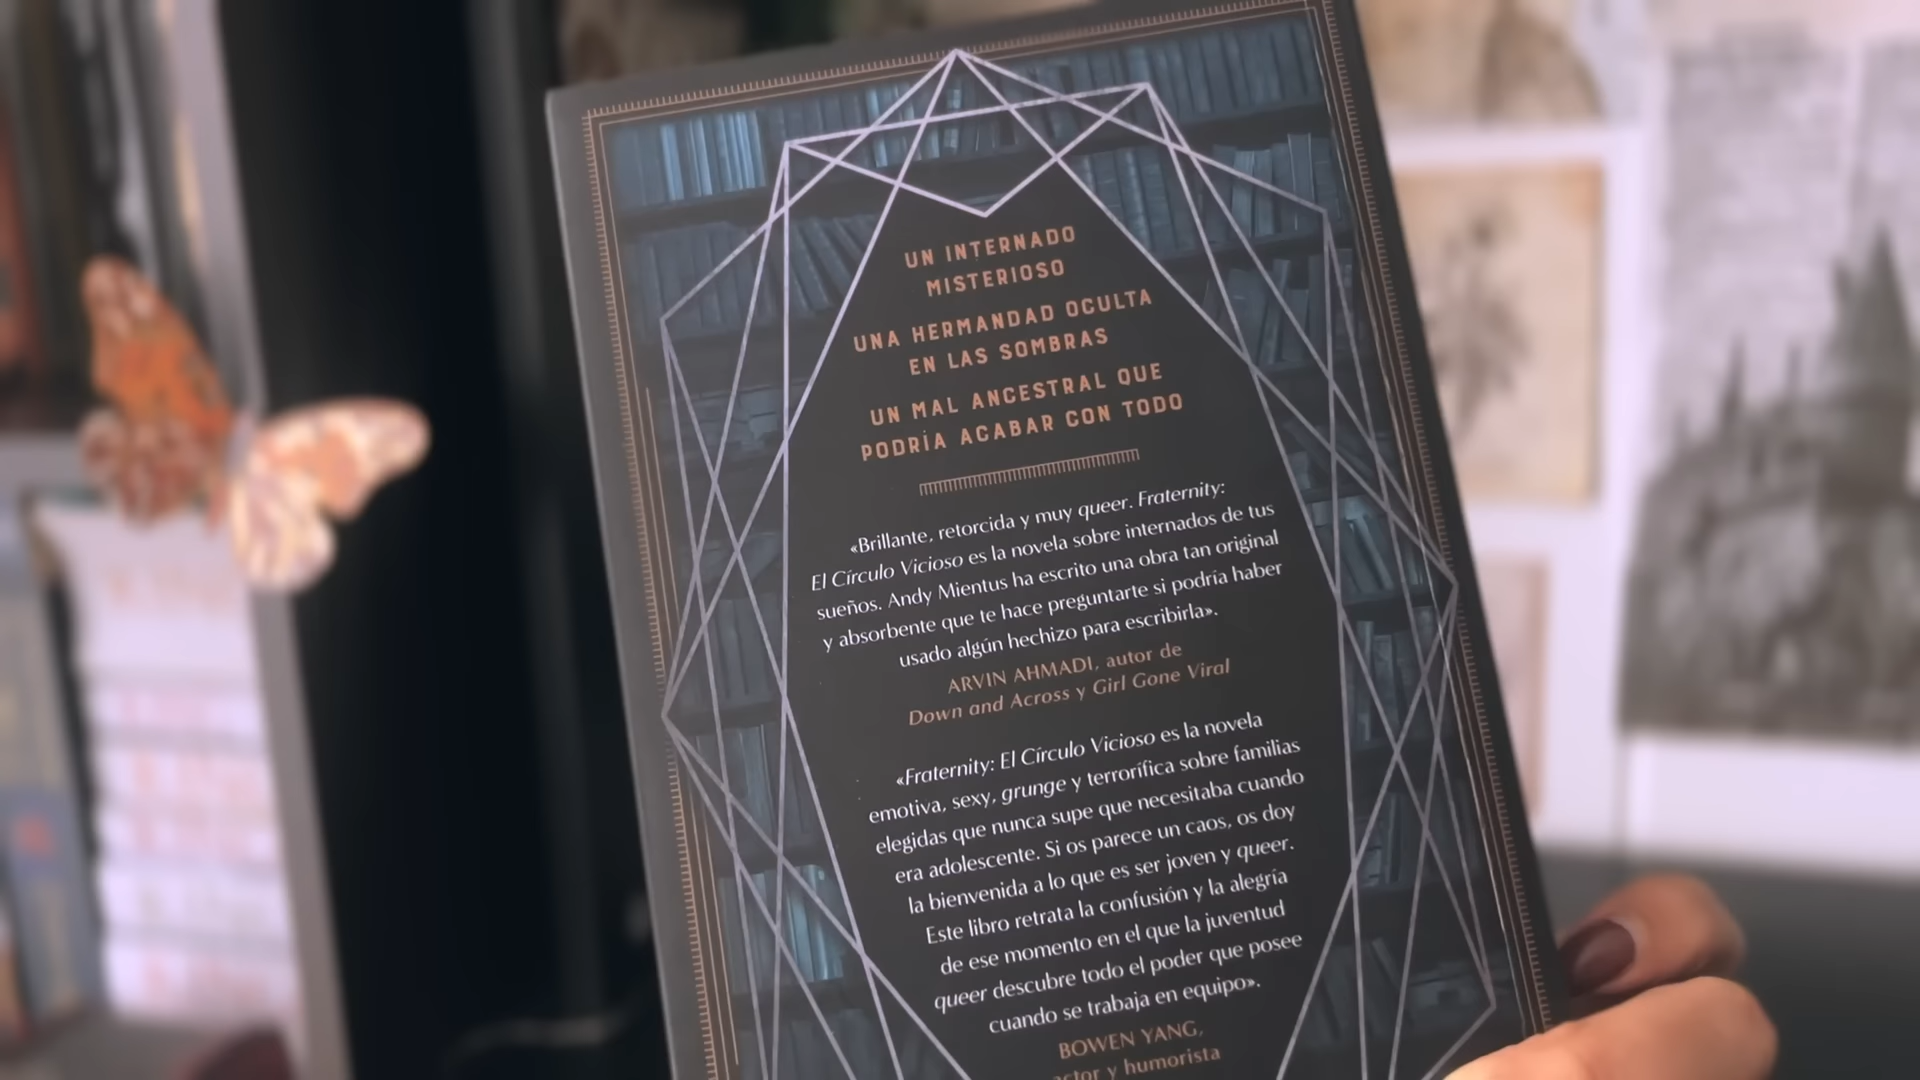 UN INTERNADO
MISTERIOSO
UNA HERMANDAD OCULTA
EN LAS SOMBRAS
UN MAL ANCESTRAL QUE
PODRÍA ACABAR CON TODO
«Brillante, retorcida y muy queer. Fraternity:
El Círculo Vicioso es la novela sobre internados de tus
sueños. Andy Mientus ha escrito una obra tan original
y absorbente que te hace preguntarte si podría haber
usado algún hechizo para escribirla».
ARVIN AHMADI, autor de
Down and Across y Girl Gone Viral
«Fraternity: El Círculo Vicioso es la novela
emotiva, sexy, grunge y terrorífica sobre familias
elegidas que nunca supe que necesitaba cuando
era adolescente. Si os parece un caos, os doy
la bienvenida a lo que es ser joven y queer.
Este libro retrata la confusión y la alegría
de ese momento en el que la juventud
queer descubre todo el poder que posee
cuando se trabaja en equipo».
BOWEN YANG,
actor y humorista